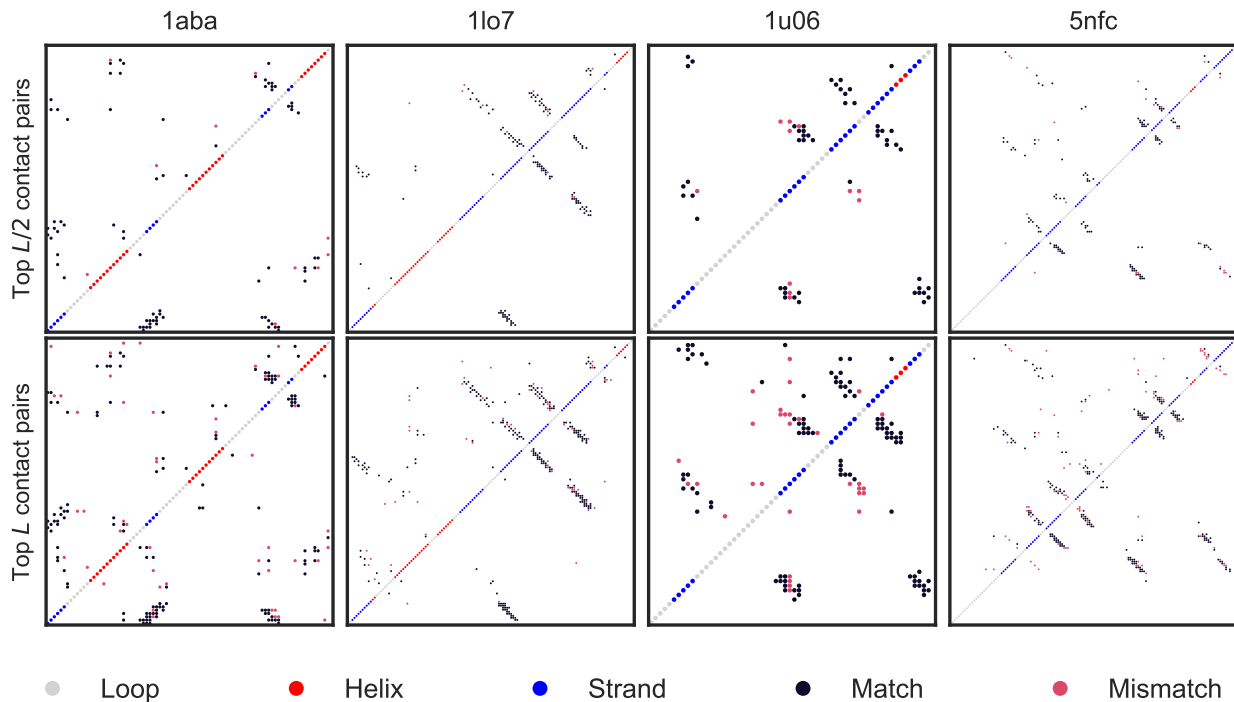 1aba 1lo7 1u06 5nfc
Top L/2 contact pairs
Top L contact pairs
Loop Helix Strand Match Mismatch